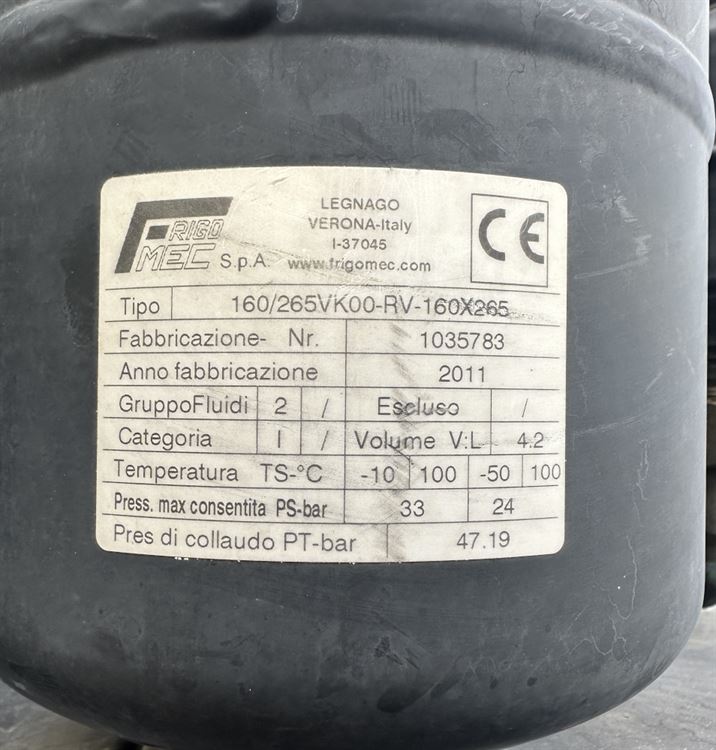 FRIGO
MEC S.p.A.
LEGNAGO
VERONA-Italy
I-37045
www.frigomec.com
CE
Tipo 160/265VK00-RV-160X265
Fabbricazione- Nr. 1035783
Anno fabbricazione 2011
GruppoFluidi 2 / Escluso /
Categoria I / Volume V:L 4.2
Temperatura TS-°C -10 100 -50 100
Press. max consentita PS-bar 33 24
Pres di collaudo PT-bar 47.19